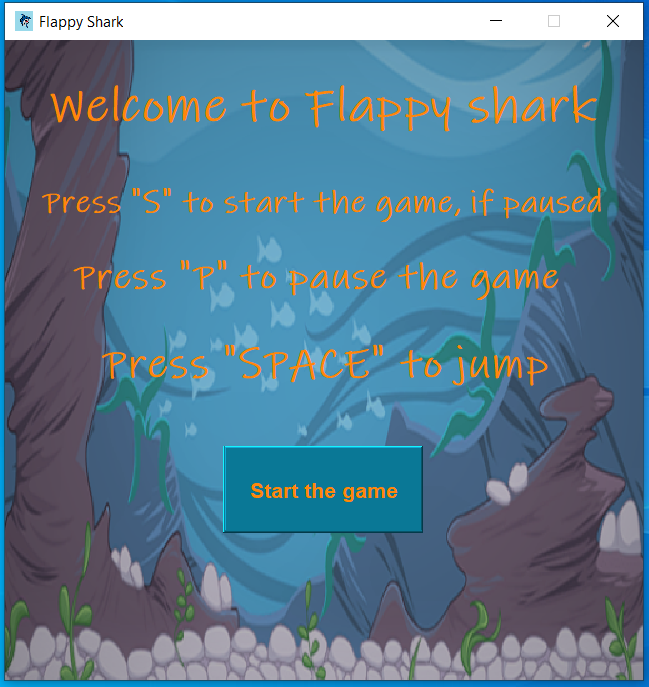 Flappy Shark
Welcome to Flappy shark
Press "S" to start the game, if paused
Press "P" to pause the game
Press "SPACE" to jump
Start the game